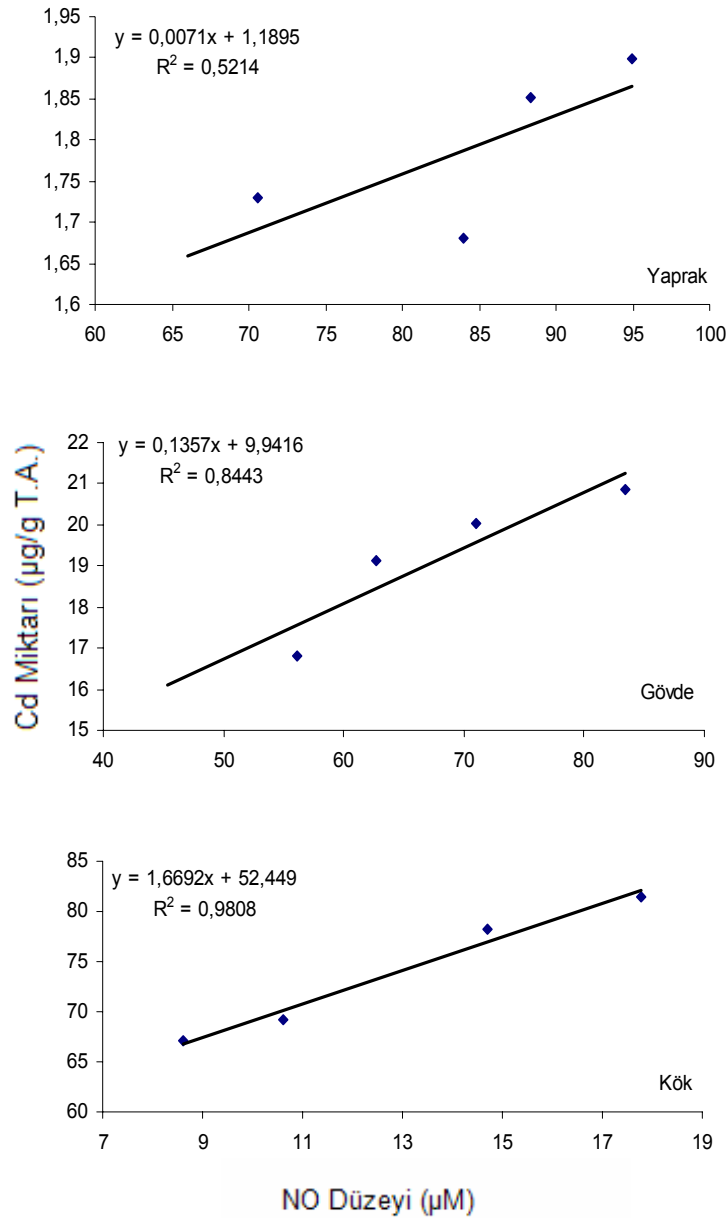 y = 0,0071x + 1,1895
R² = 0,5214
1,95
1,9
1,85
1,8
1,75
1,7
1,65
1,6
Yaprak
60 65 70 75 80 85 90 95 100
Cd Miktarı (µg/g T.A.)
y = 0,1357x + 9,9416
R² = 0,8443
22
21
20
19
18
17
16
15
Gövde
40 50 60 70 80 90
y = 1,6692x + 52,449
R² = 0,9808
85
80
75
70
65
60
Kök
7 9 11 13 15 17 19
NO Düzeyi (µM)